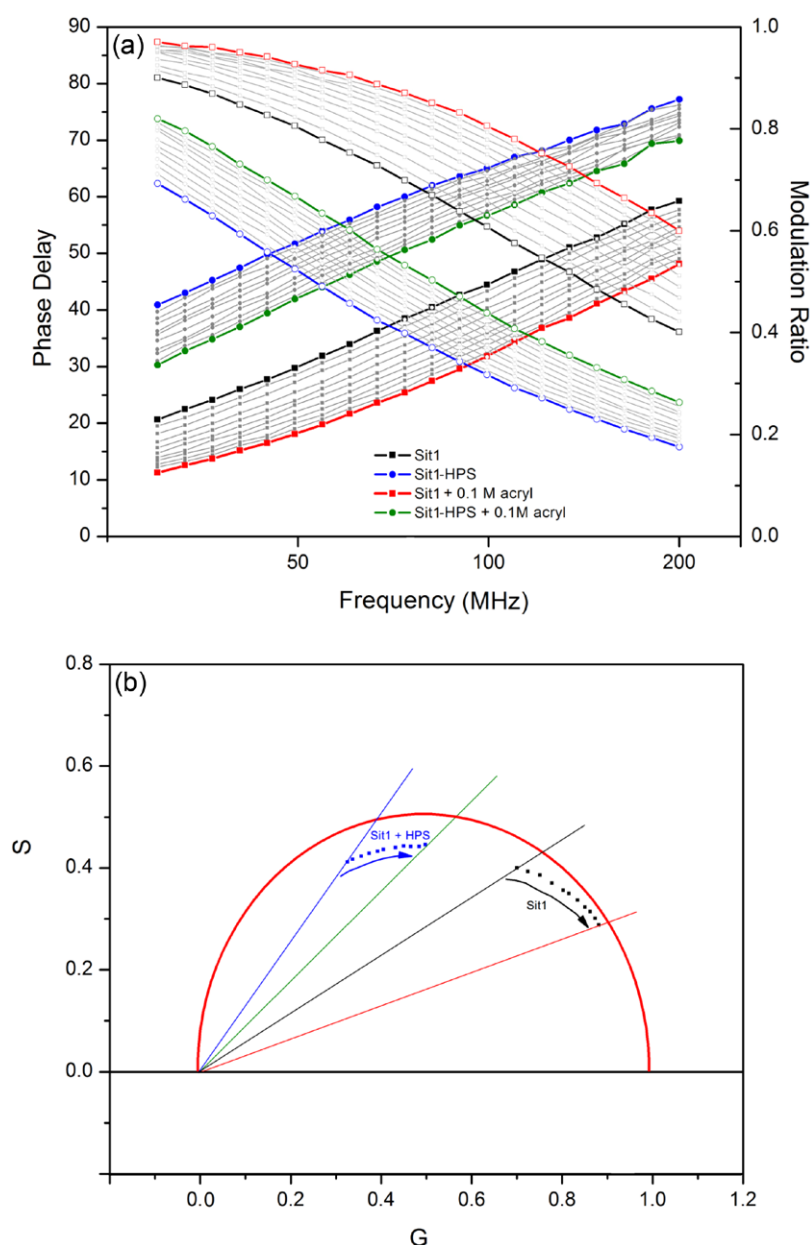 (a)
90
80
70
60
50
40
30
20
10
0
Phase Delay
1.0
0.8
0.6
0.4
0.2
0.0
Modulation Ratio
Sit1
Sit1-HPS
Sit1 + 0.1 M acryl
Sit1-HPS + 0.1M acryl
50 100 200
Frequency (MHz)
(b)
0.8
0.6
0.4
0.2
0.0
S
Sit1 + HPS
Sit1
0.0 0.2 0.4 0.6 0.8 1.0 1.2
G